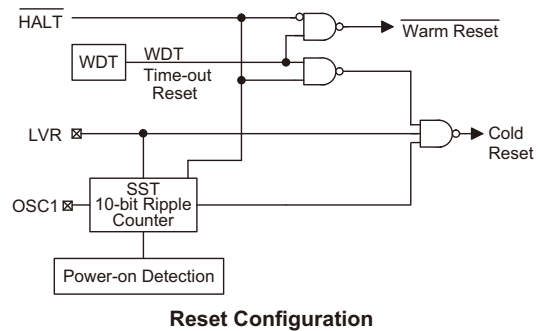 HALT
WDT
WDT
Time-out
Reset
Warm Reset
LVR
Cold
Reset
OSC1
SST
10-bit Ripple
Counter
Power-on Detection
Reset Configuration